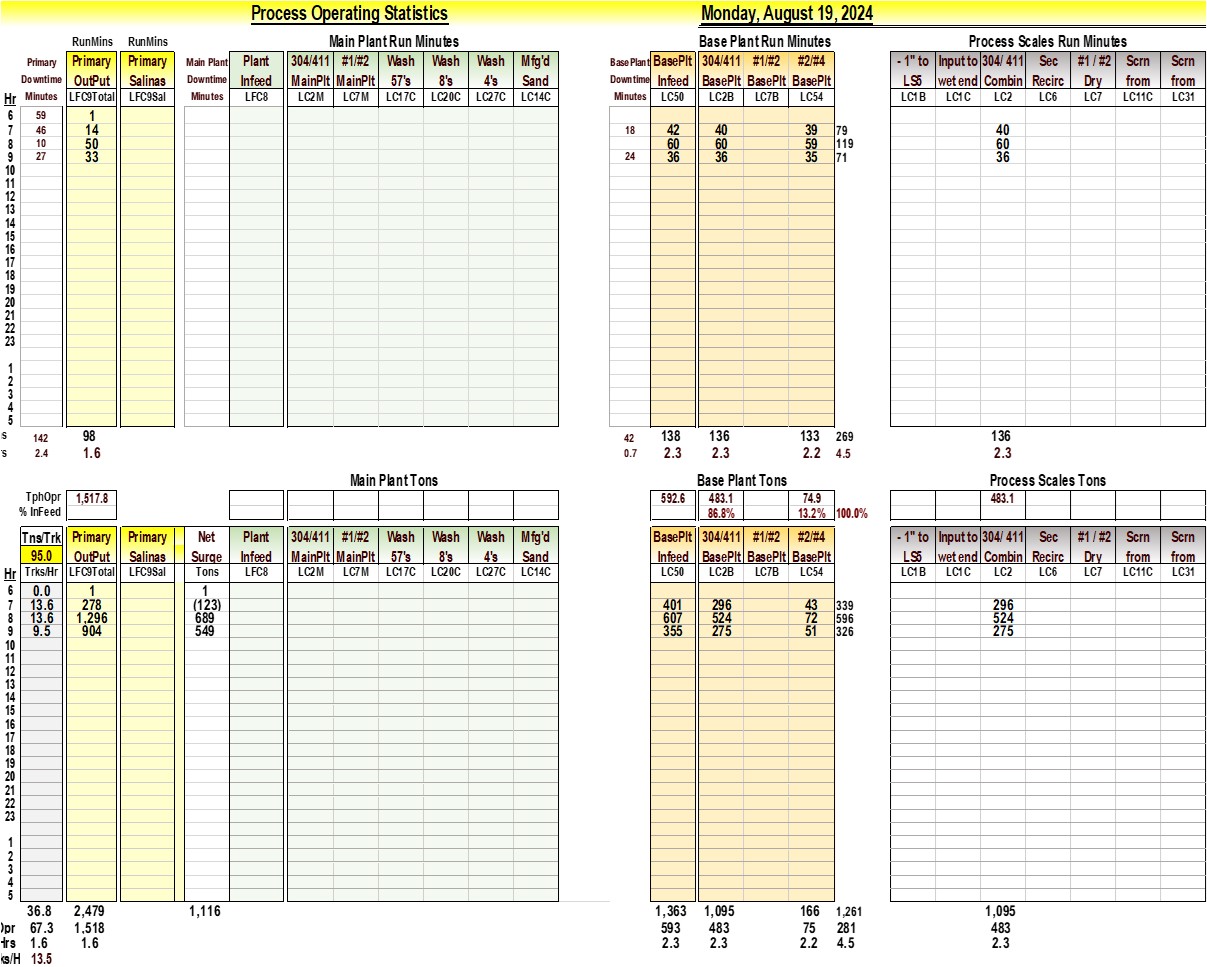 Process Operating Statistics Monday, August 19, 2024
RunMins RunMins Main Plant Run Minutes Base Plant Run Minutes Process Scales Run Minutes
Primary Primary Primary Main Plant Plant 304/411 #1/#2 Wash Wash Wash Mfg'd BasePlant BasePlt 304/411 #1/#2 #2/#4 - 1" to Input to 304/ 411 Sec #1 / #2 Scrn Scrn
Downtime OutPut Salinas Downtime Infeed MainPlt MainPlt 57's 8's 4's Sand Downtime Infeed BasePlt BasePlt BasePlt LS5 wet end Combin Recirc Dry from from
Hr Minutes LFC9Total LFC9Sal Minutes LFC8 LC2M LC7M LC17C LC20C LC27C LC14C Minutes LC50 LC2B LC7B LC54 LC1B LC1C LC2 LC6 LC7 LC11C LC31
6 59 1
7 46 14 18 42 40 39 79 40
8 10 50 60 60 59 119 60
9 27 33 24 36 36 35 71 36
10
11
12
13
14
15
16
17
18
19
20
21
22
23
1
2
3
4
5
s 142 98 42 138 136 133 269 136
s 2.4 1.6 0.7 2.3 2.3 2.2 4.5 2.3
Main Plant Tons Base Plant Tons Process Scales Tons
TphOpr 1,517.8 592.6 483.1 74.9 483.1
% InFeed 86.8% 13.2% 100.0%
Tns/Trk Primary Primary Net Plant 304/411 #1/#2 Wash Wash Wash Mfg'd BasePlt 304/411 #1/#2 #2/#4 - 1" to Input to 304/ 411 Sec #1 / #2 Scrn Scrn
95.0 OutPut Salinas Surge Infeed MainPlt MainPlt 57's 8's 4's Sand Infeed BasePlt BasePlt BasePlt LS5 wet end Combin Recirc Dry from from
Hr Trks/Hr LFC9Total LFC9Sal Tons LFC8 LC2M LC7M LC17C LC20C LC27C LC14C LC50 LC2B LC7B LC54 LC1B LC1C LC2 LC6 LC7 LC11C LC31
6 0.0 1 1
7 13.6 278 (123) 401 296 43 339 296
8 13.6 1,296 689 607 524 72 596 524
9 9.5 904 549 355 275 51 326 275
10
11
12
13
14
15
16
17
18
19
20
21
22
23
1
2
3
4
5
36.8 2,479 1,116 1,363 1,095 166 1,261 1,095
Opr 67.3 1,518 593 483 75 281 483
Hrs 1.6 1.6 2.3 2.3 2.2 4.5 2.3
ks/H 13.5